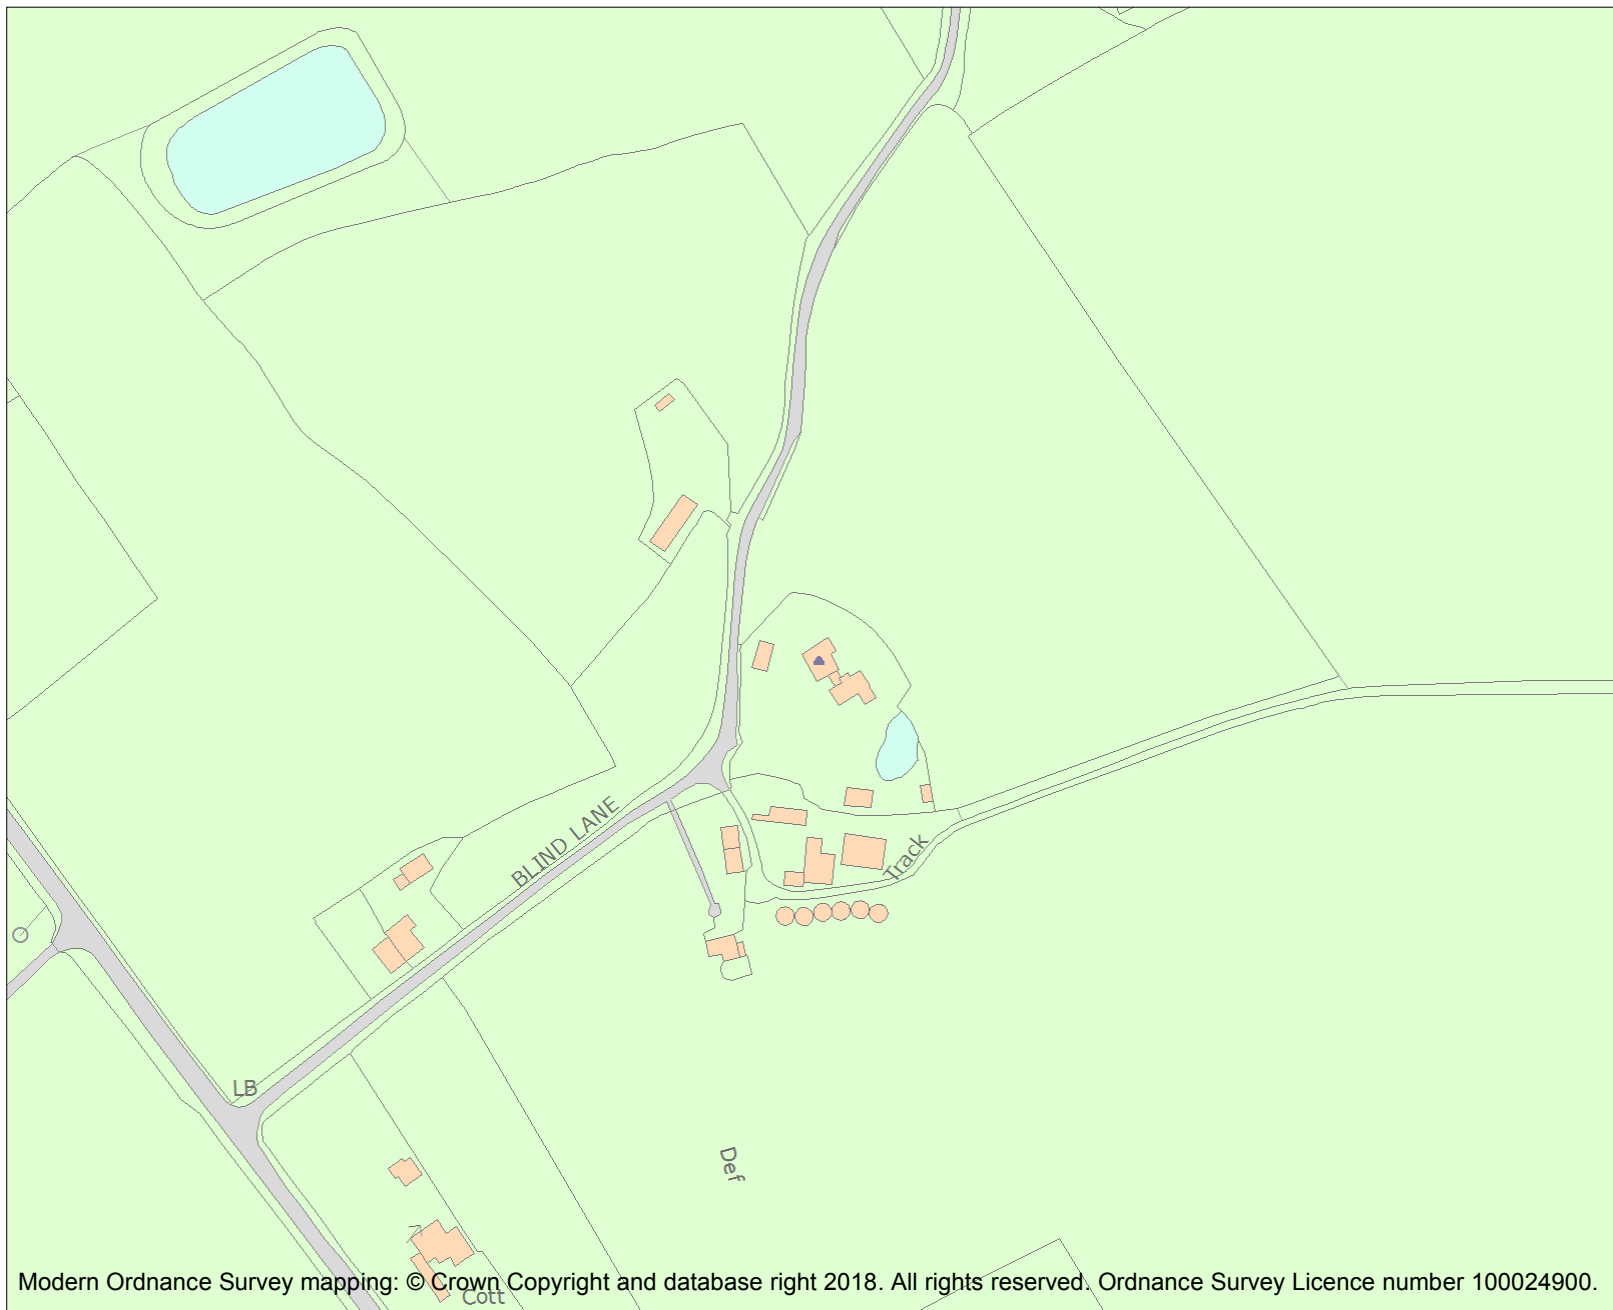 BLIND LANE
Track
LB
Def
Cott
Modern Ordnance Survey mapping: © Crown Copyright and database right 2018. All rights reserved. Ordnance Survey Licence number 100024900.